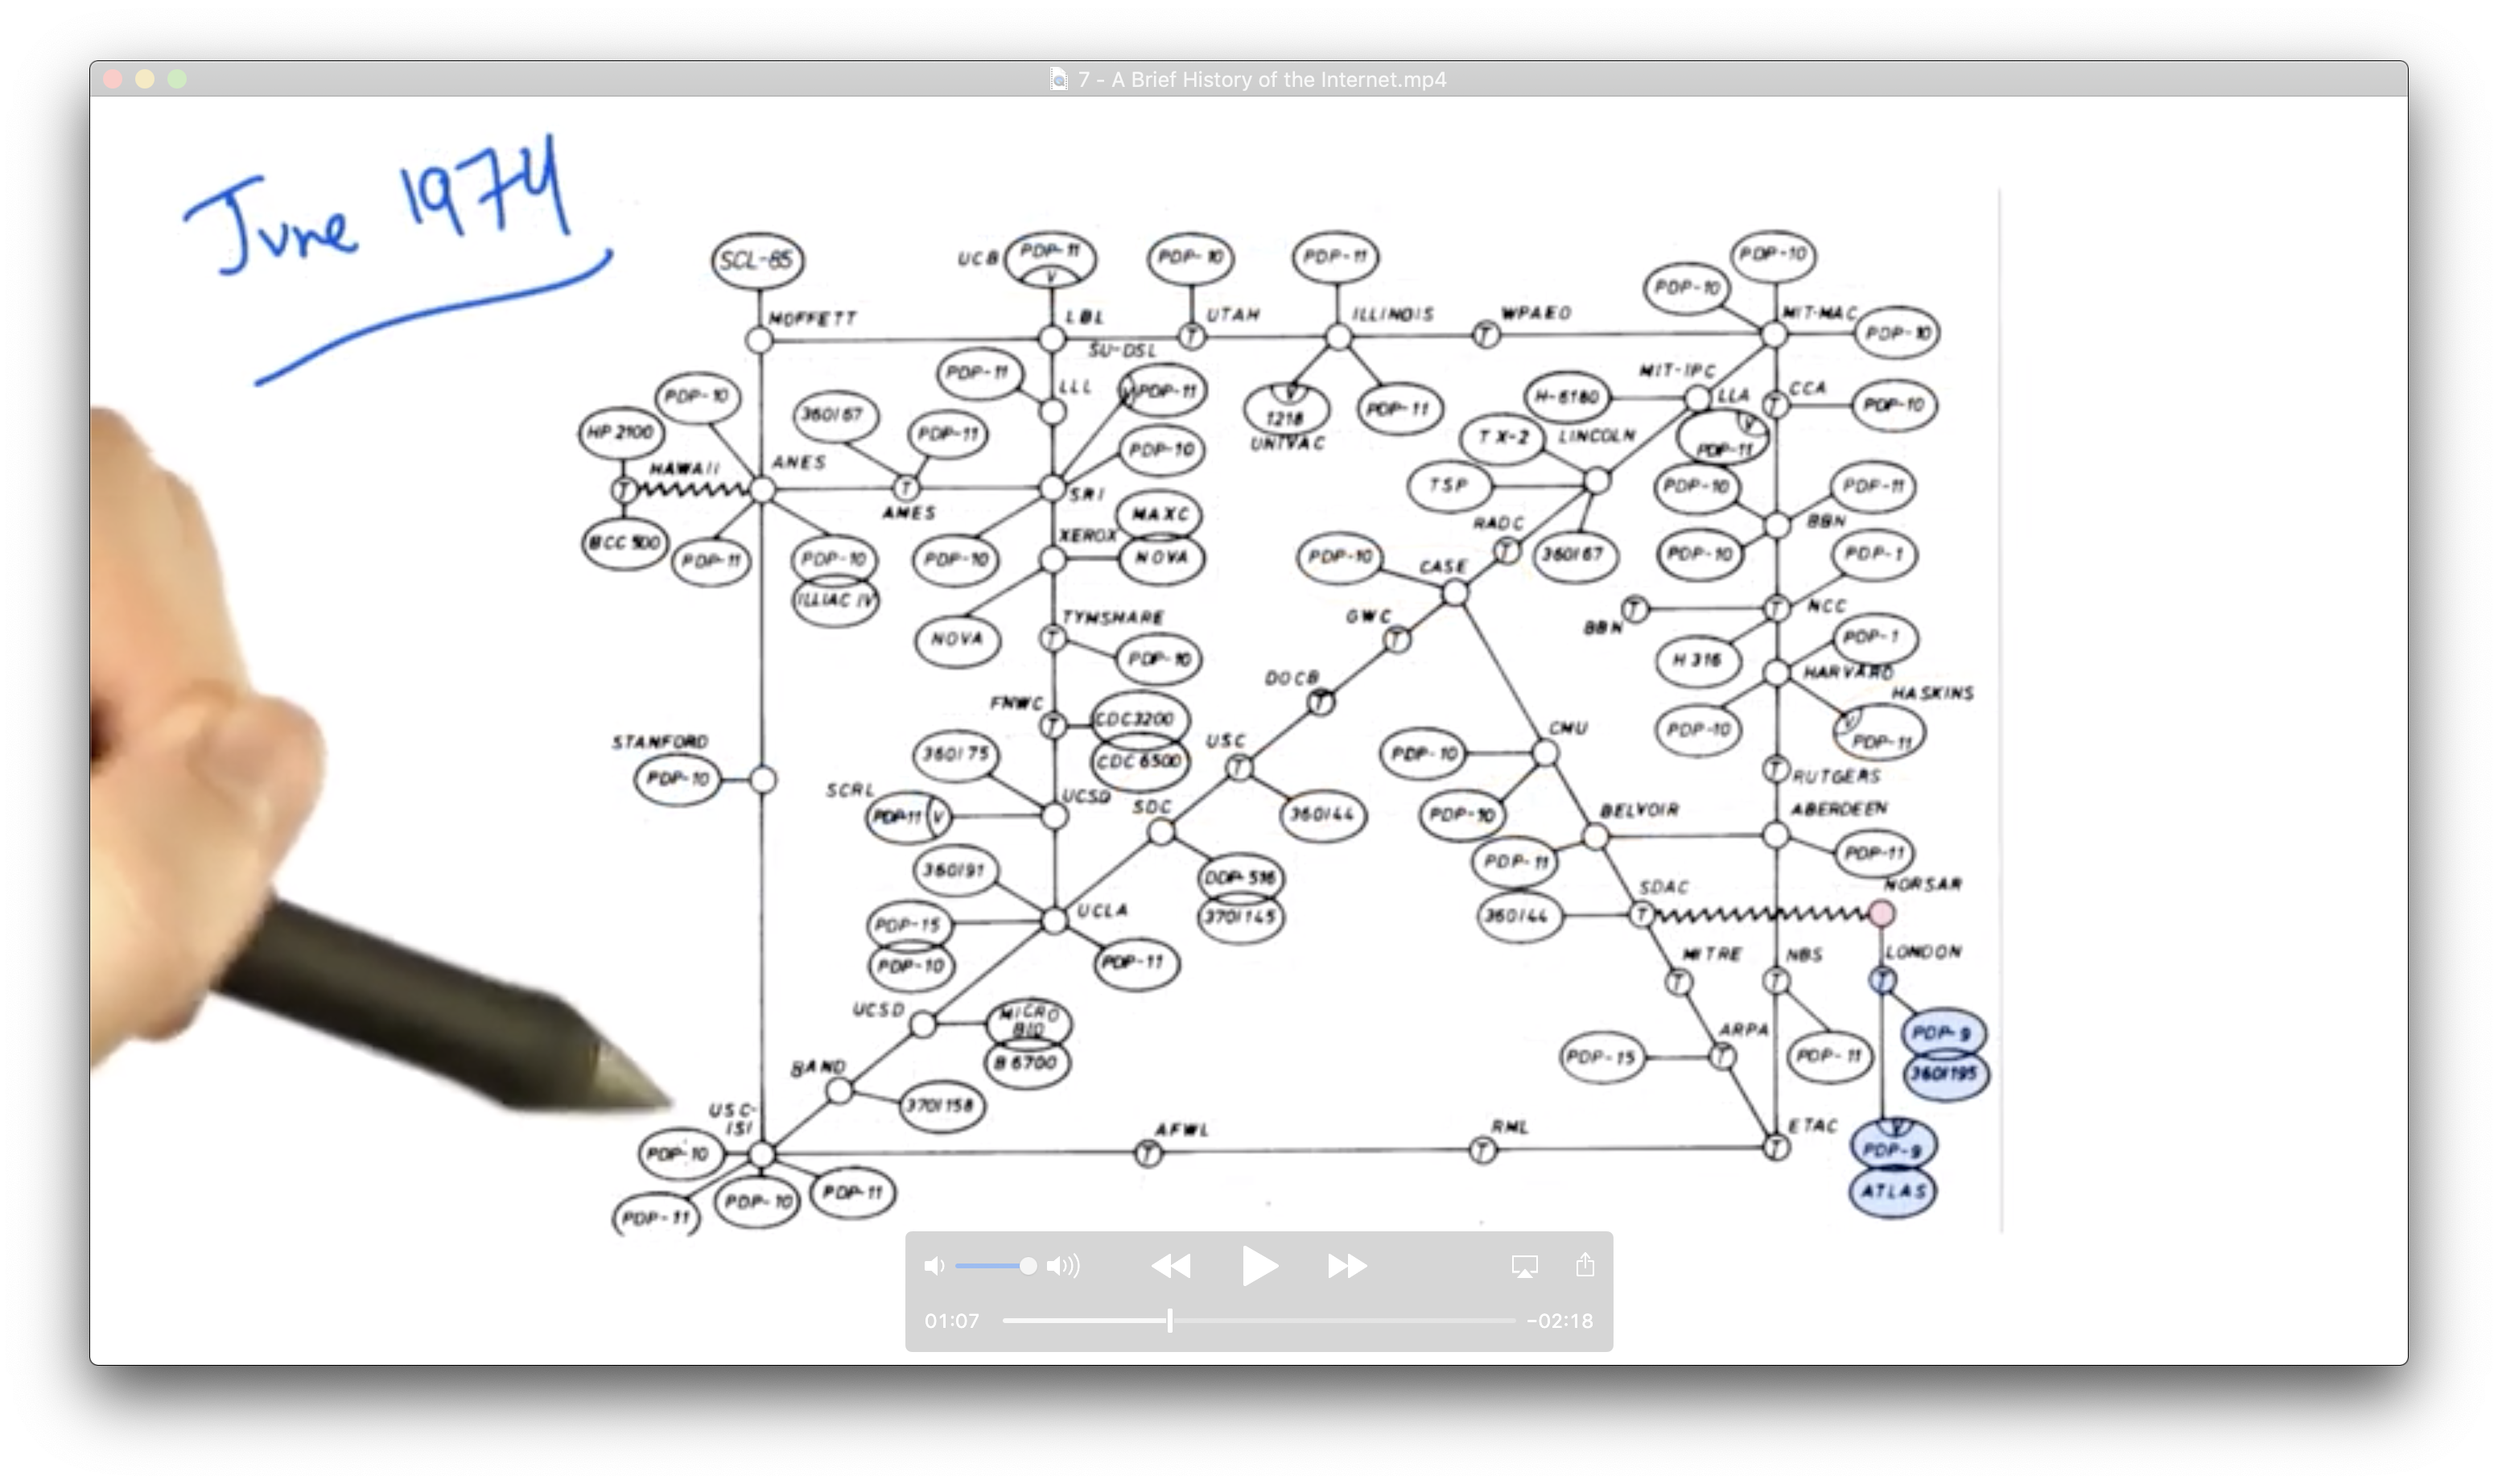 7 - A Brief History of the Internet.mp4
June 1974
SCL-85
UCB
PDP-11
V
PDP-10
PDP-11
PDP-10
PDP-10
MOFFETT
LBL
UTAH
ILLINOIS
WPAEO
MIT-MAC
PDP-10
T
T
SU-DSL
PDP-11
LLL
V
PDP-11
V
1218
UNIVAC
PDP-11
MIT-IPC
H-6180
LLA
CCA
T
PDP-10
PDP-10
360/67
HP 2100
PDP-11
PDP-10
TX-2
LINCOLN
V
PDP-11
HAWAII
ANES
T
T
AMES
SRI
TSP
PDP-10
PDP-11
BCC 500
PDP-11
PDP-10
ILLIAC IV
PDP-10
XEROX
MAXC
NOVA
RADC
T
360/67
PDP-10
BBN
PDP-10
CASE
PDP-1
NOVA
TYMSHARE
T
PDP-10
GWC
T
BBN
T
T
NCC
H 316
PDP-1
HARVARD
HASKINS
FNWC
T
CDC3200
CDC 6500
DOCB
T
PDP-10
V
PDP-11
STANFORD
PDP-10
360/75
SCRL
PDP-11
V
UCSD
SDC
USC
T
360/44
CMU
PDP-10
PDP-10
T
RUTGERS
BELVOIR
ABERDEEN
PDP-11
PDP-11
360/91
DDP-516
370/145
SDAC
NORSAR
360/44
T
PDP-15
PDP-10
UCLA
PDP-11
MITRE
T
NBS
T
LONDON
T
UCSD
MICRO
BIO
B 6700
ARPA
PDP-15
T
PDP-11
PDP-9
360/195
BAND
370/158
USC-
ISI
PDP-10
AFWL
T
RML
T
ETAC
T
V
PDP-9
ATLAS
PDP-11
PDP-10
PDP-11
01:07
-02:18